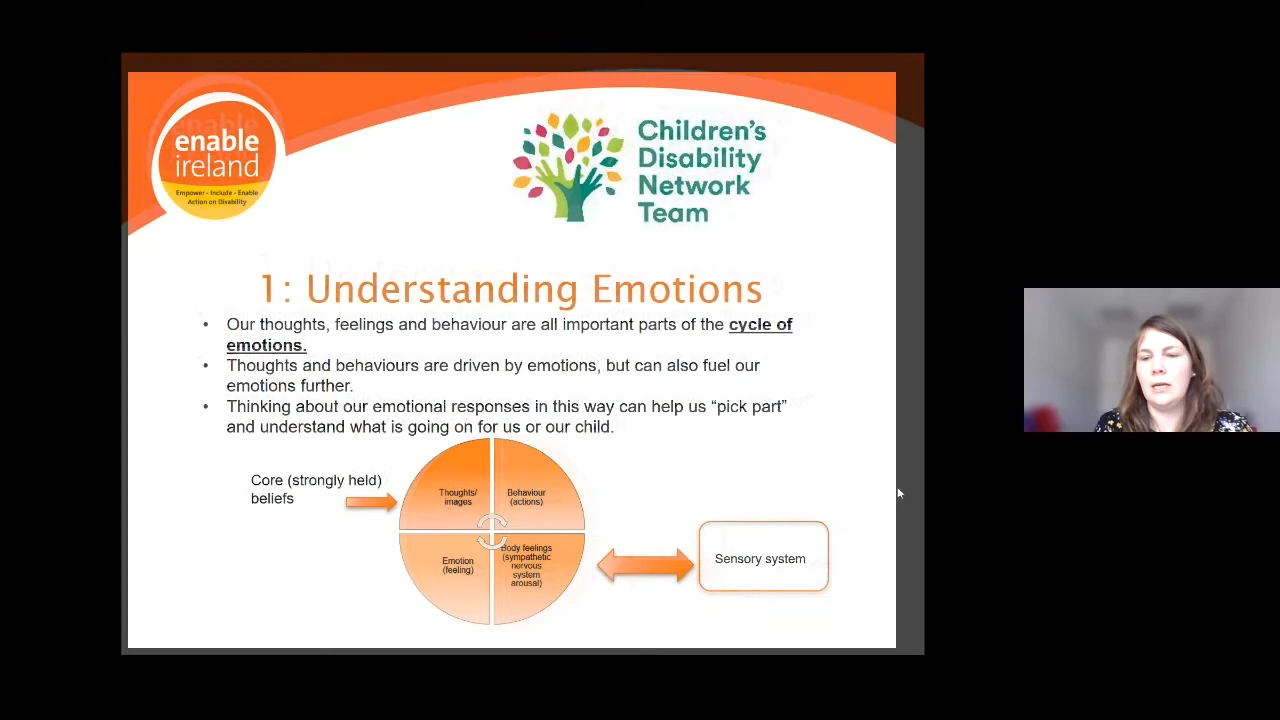 enable
ireland
Empower - Include - Enable
Action on Disability
Children's
Disability
Network
Team
1: Understanding Emotions
• Our thoughts, feelings and behaviour are all important parts of the cycle of
emotions.
• Thoughts and behaviours are driven by emotions, but can also fuel our
emotions further.
• Thinking about our emotional responses in this way can help us “pick part”
and understand what is going on for us or our child.
Core (strongly held)
beliefs
Thoughts/
images
Behaviour
(actions)
Emotion
(feeling)
Body feelings
(sympathetic
nervous
system
arousal)
Sensory system